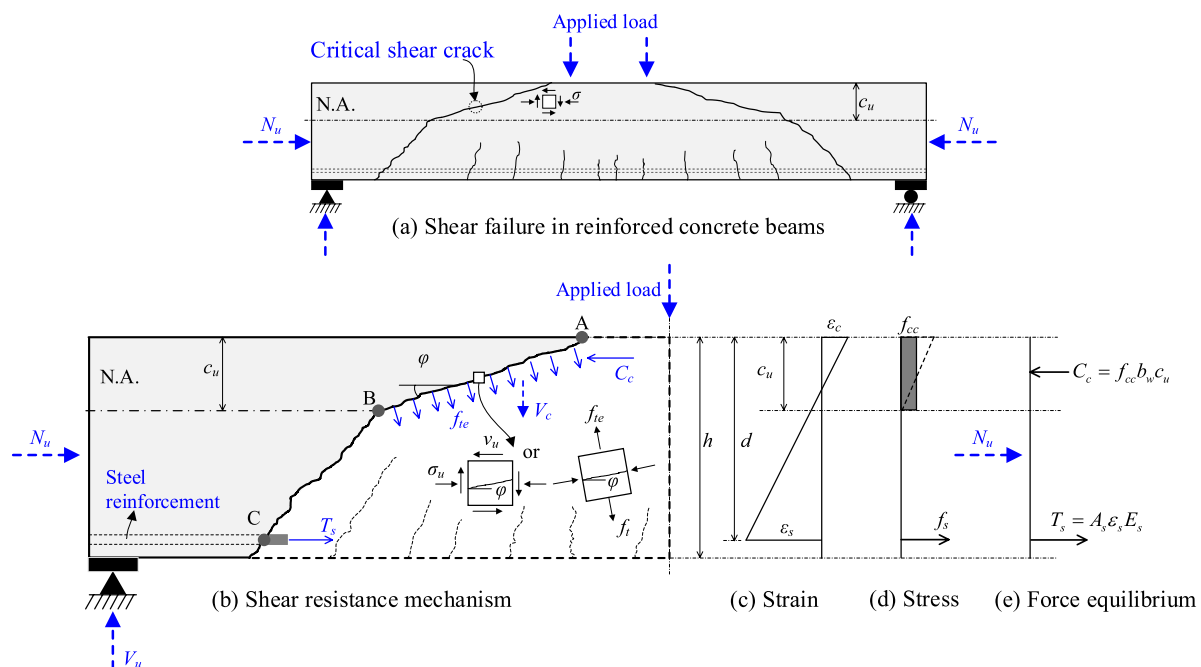 Applied load
Critical shear crack
N.A.
σ
c_u
N_u
N_u
(a) Shear failure in reinforced concrete beams
Applied load
A
ε_c
f_cc
N.A.
c_u
φ
C_c
c_u
C_c = f_cc b_w c_u
B
f_te
V_c
f_te
h
d
N_u
v_u
or
N_u
σ_u
φ
φ
Steel
reinforcement
C
T_s
f_t
ε_s
f_s
T_s = A_s ε_s E_s
(b) Shear resistance mechanism
(c) Strain
(d) Stress
(e) Force equilibrium
V_u